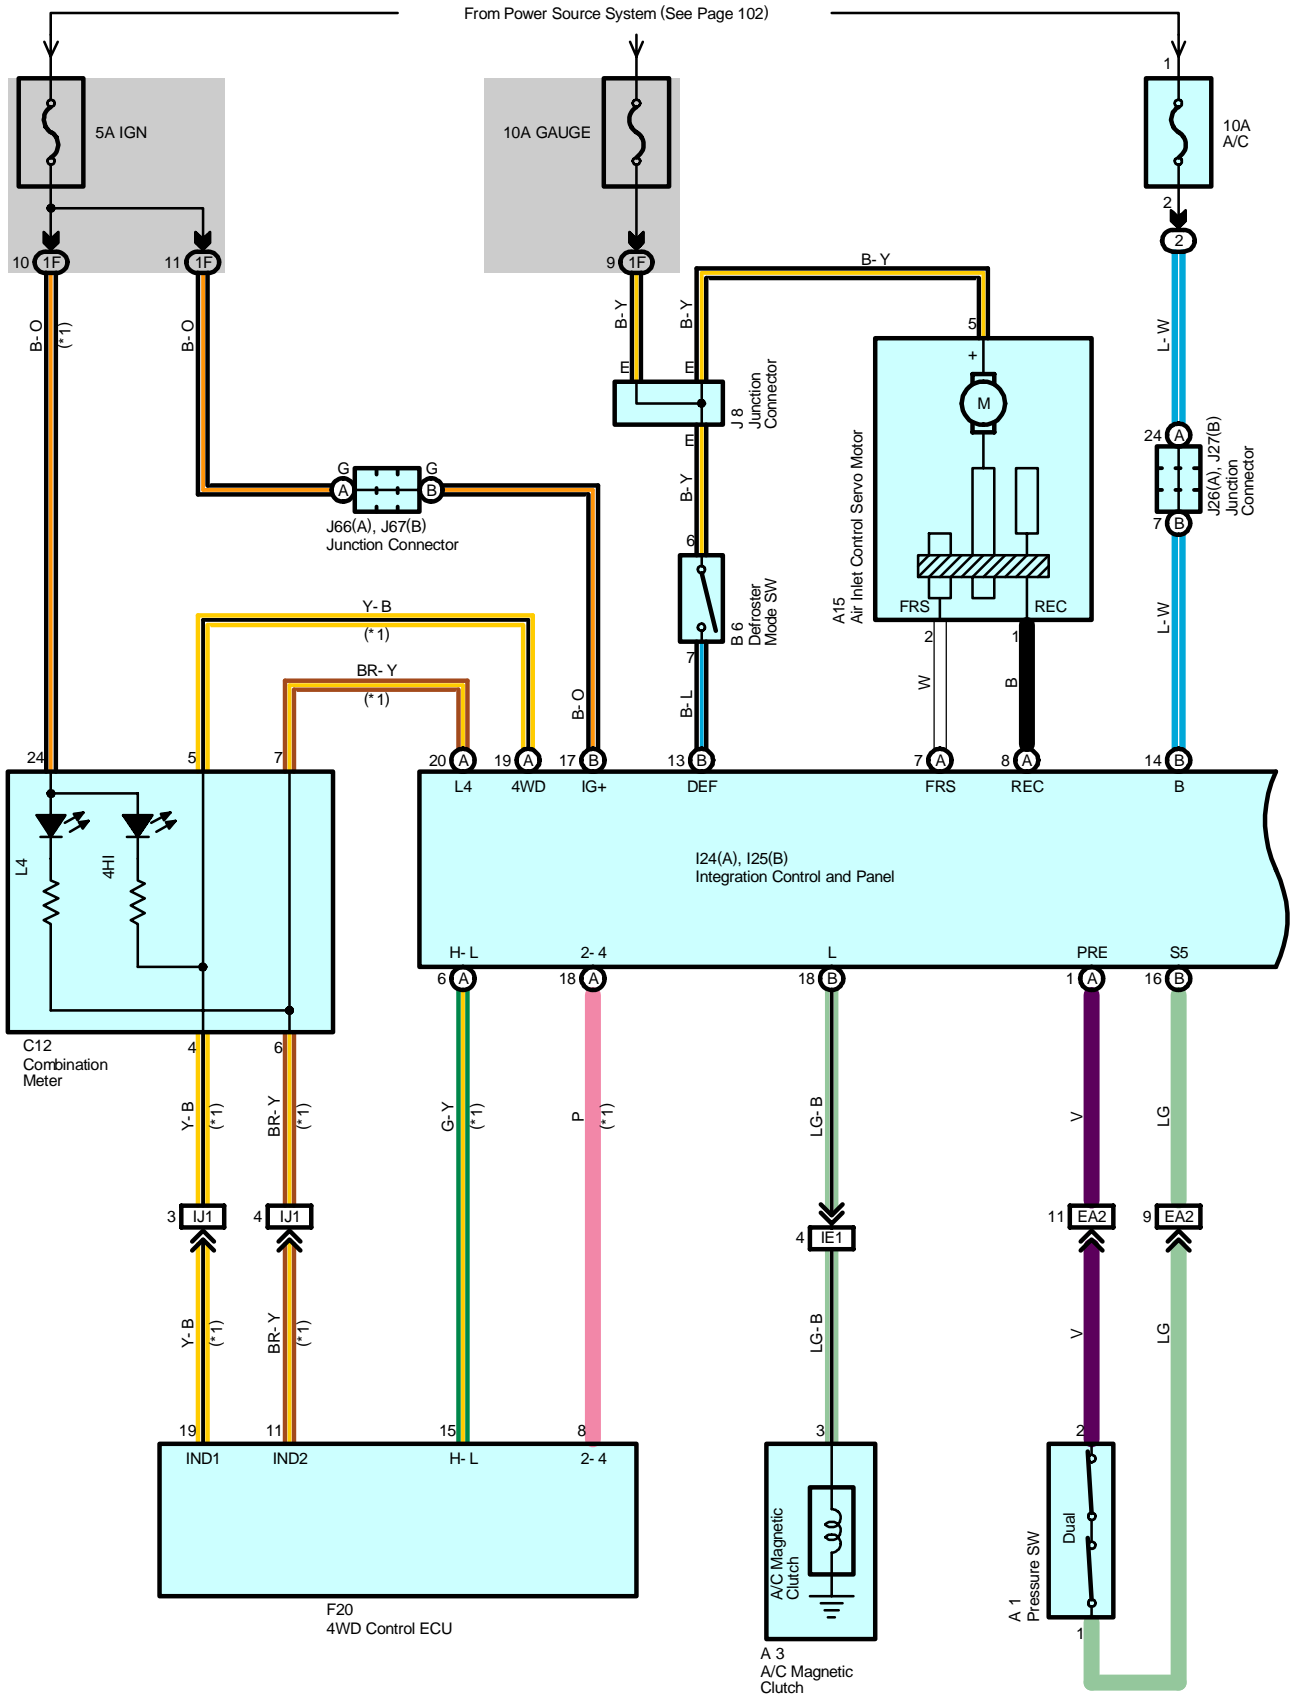 From Power Source System (See Page 102)
1
5A IGN
10A GAUGE
10A
A/C
2
2
10 1F
11 1F
9 1F
B-Y
B-O
(*1)
B-O
B-Y
B-Y
L-W
5
+
M
E
E
J 8
Junction
Connector
E
24 A
J26(A), J27(B)
Junction
Connector
7 B
G
G
A
B
J66(A), J67(B)
Junction Connector
B-Y
6
B 6
Defroster
Mode SW
7
A15
Air Inlet Control Servo Motor
FRS
REC
2
1
Y-B
(*1)
BR-Y
(*1)
B-O
B-L
W
B
L-W
24
5
7
20 A
19 A
17 B
13 B
7 A
8 A
14 B
L4
4WD
IG+
DEF
FRS
REC
B
L4
4HI
I24(A), I25(B)
Integration Control and Panel
H-L
2-4
L
PRE
S5
6 A
18 A
18 B
1 A
16 B
C12
Combination
Meter
4
6
Y-B
(*1)
BR-Y
(*1)
G-Y
(*1)
P
(*1)
LG-B
V
LG
3 IJ1
4 IJ1
4 IE1
11 EA2
9 EA2
Y-B
(*1)
BR-Y
(*1)
LG-B
V
LG
19
11
15
8
3
2
IND1
IND2
H-L
2-4
A/C Magnetic
Clutch
Dual
A 1
Pressure SW
1
F20
4WD Control ECU
A 3
A/C Magnetic
Clutch